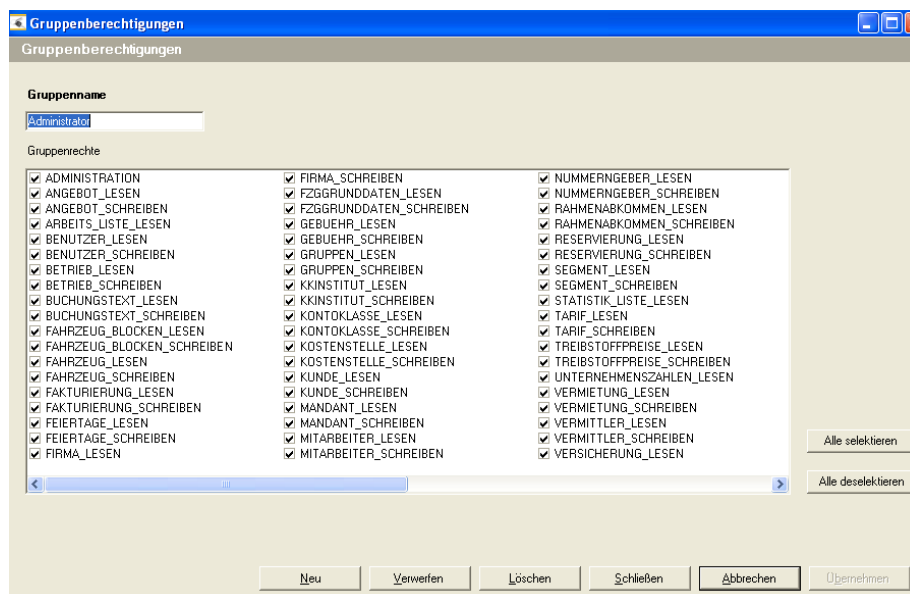 Gruppenberechtigungen
Gruppenberechtigungen
Gruppenname
Administrator
Gruppenrechte
ADMINISTRATION
ANGEBOT_LESEN
ANGEBOT_SCHREIBEN
ARBEITS_LISTE_LESEN
BENUTZER_LESEN
BENUTZER_SCHREIBEN
BETRIEB_LESEN
BETRIEB_SCHREIBEN
BUCHUNGSTEXT_LESEN
BUCHUNGSTEXT_SCHREIBEN
FAHRZEUG_BLOCKEN_LESEN
FAHRZEUG_BLOCKEN_SCHREIBEN
FAHRZEUG_LESEN
FAHRZEUG_SCHREIBEN
FAKTURIERUNG_LESEN
FAKTURIERUNG_SCHREIBEN
FEIERTAGE_LESEN
FEIERTAGE_SCHREIBEN
FIRMA_LESEN
FIRMA_SCHREIBEN
FZGGRUNDDATEN_LESEN
FZGGRUNDDATEN_SCHREIBEN
GEBUEHR_LESEN
GEBUEHR_SCHREIBEN
GRUPPEN_LESEN
GRUPPEN_SCHREIBEN
KKINSTITUT_LESEN
KKINSTITUT_SCHREIBEN
KONTOKLASSE_LESEN
KONTOKLASSE_SCHREIBEN
KOSTENSTELLE_LESEN
KOSTENSTELLE_SCHREIBEN
KUNDE_LESEN
KUNDE_SCHREIBEN
MANDANT_LESEN
MANDANT_SCHREIBEN
MITARBEITER_LESEN
MITARBEITER_SCHREIBEN
NUMMERNGEBER_LESEN
NUMMERNGEBER_SCHREIBEN
RAHMENABKOMMEN_LESEN
RAHMENABKOMMEN_SCHREIBEN
RESERVIERUNG_LESEN
RESERVIERUNG_SCHREIBEN
SEGMENT_LESEN
SEGMENT_SCHREIBEN
STATISTIK_LISTE_LESEN
TARIF_LESEN
TARIF_SCHREIBEN
TREIBSTOFFPREISE_LESEN
TREIBSTOFFPREISE_SCHREIBEN
UNTERNEHMENSZAHLEN_LESEN
VERMIETUNG_LESEN
VERMIETUNG_SCHREIBEN
VERMITTLER_LESEN
VERMITTLER_SCHREIBEN
VERSICHERUNG_LESEN
Alle selektieren
Alle deselektieren
Neu
Verwerfen
Löschen
Schließen
Abbrechen
Übernehmen